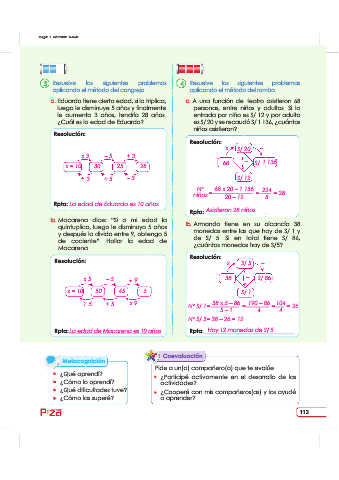 3 Resuelve los siguientes problemas
aplicando el método del cangrejo
a. Eduardo tiene cierta edad, si la triplica,
luego le disminuye 5 años y finalmente
le aumenta 3 años, tendría 28 años.
¿Cuál es la edad de Eduardo?
Resolución:
x 3 – 5 + 3
x = 10 30 25 28
÷ 3 + 5 – 3
Rpta: La edad de Eduardo es 10 años
b. Macarena dice: "Si a mi edad la
quintuplico, luego le disminuyo 5 años
y después la divido entre 9, obtengo 5
de cociente". Hallar la edad de
Macarena
Resolución:
x 5 – 5 ÷ 9
x = 10 50 45 5
÷ 5 + 5 x 9
Rpta: La edad de Macarena es 10 años
4 Resuelve los siguientes problemas
aplicando el método del rombo
a. A una función de teatro asistieron 68
personas, entre niños y adultos. Si la
entrada por niño es S/ 12 y por adulto
es S/ 20 y se recaudó S/ 1 136, ¿cuántos
niños asistieron?
Resolución:
x S/ 20 –
68 S/ 1 136
S/ 12
N° niños = 68 x 20 – 1 136 / 20 – 12 = 224 / 8 = 28
Rpta: Asistieron 28 niños
b. Armando tiene en su alcancía 38
monedas entre las que hay de S/ 1 y
de S/ 5. Si en total tiene S/ 86,
¿cuántas monedas hay de S/5?
Resolución:
x S/ 5 –
38 – S/ 86
S/ 1
N° S/ 1 = 38 x 5 – 86 / 5 – 1 = 190 – 86 / 4 = 104 / 4 = 26
N° S/ 5 = 38 – 26 = 12
Rpta: Hay 12 monedas de S/ 5
Metacognición
¿Qué aprendí?
¿Cómo lo aprendí?
¿Qué dificultades tuve?
¿Cómo las superé?
Coevaluación
Pide a un(a) compañero(a) que te evalúe
¿Participé activamente en el desarrollo de las
actividades?
¿Cooperé con mis compañeros(as) y los ayudé
a aprender?
113